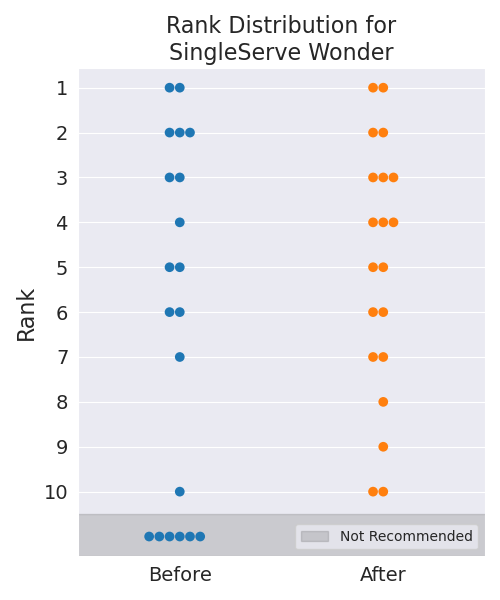 Rank Distribution for
SingleServe Wonder
Rank
1
2
3
4
5
6
7
8
9
10
Not Recommended
Before After